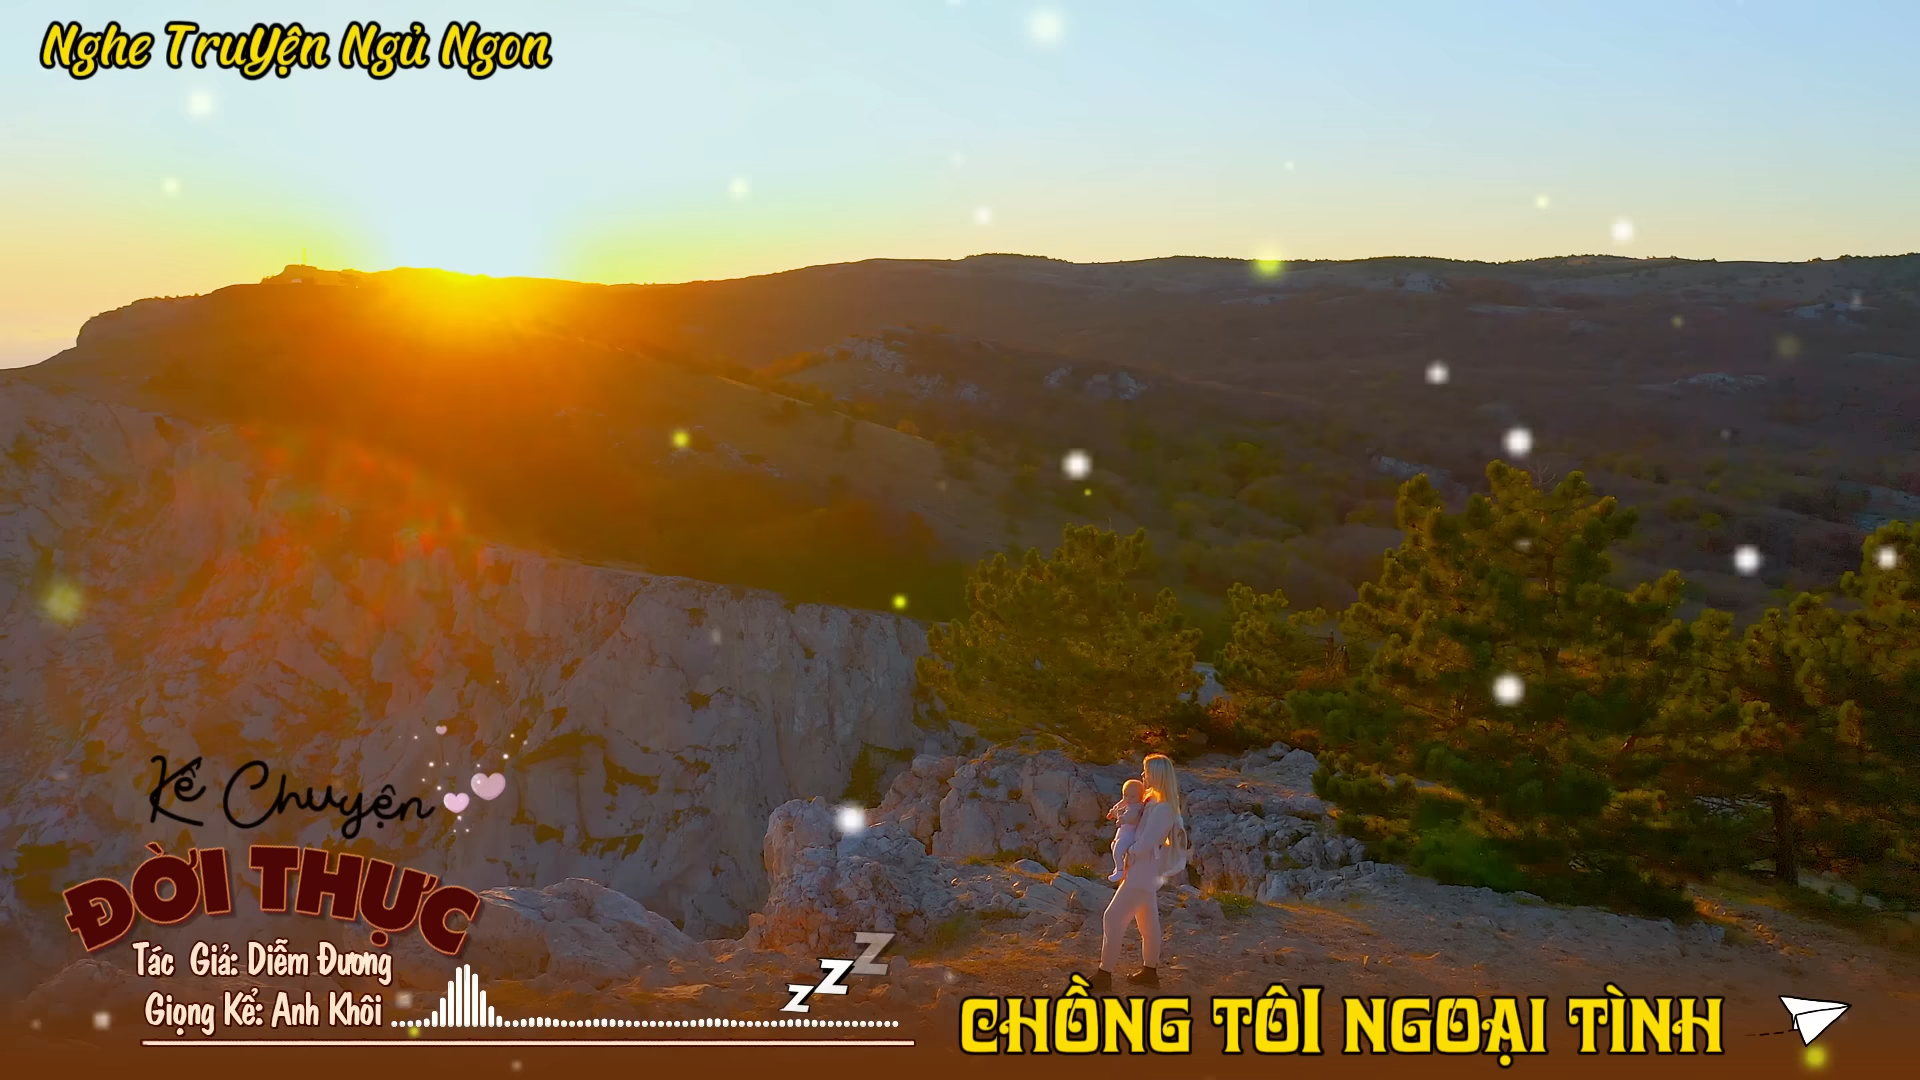 Nghe TruYện Ngủ Ngon
Kể Chuyện
ĐỜI THỰC
Tác Giả: Diễm Đương
Giọng Kể: Anh Khôi
z z z
CHỒNG TÔI NGOẠI TÌNH